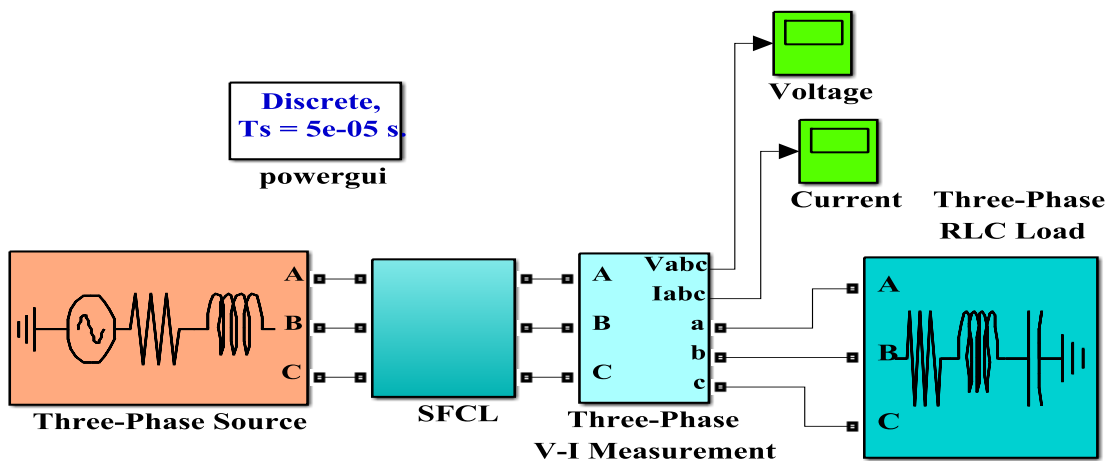 Voltage
Discrete,
Ts = 5e-05 s.
powergui
Current
Three-Phase
RLC Load
A
B
C
Three-Phase Source
SFCL
A
B
C
Vabc
Iabc
a
b
c
Three-Phase
V-I Measurement
A
B
C